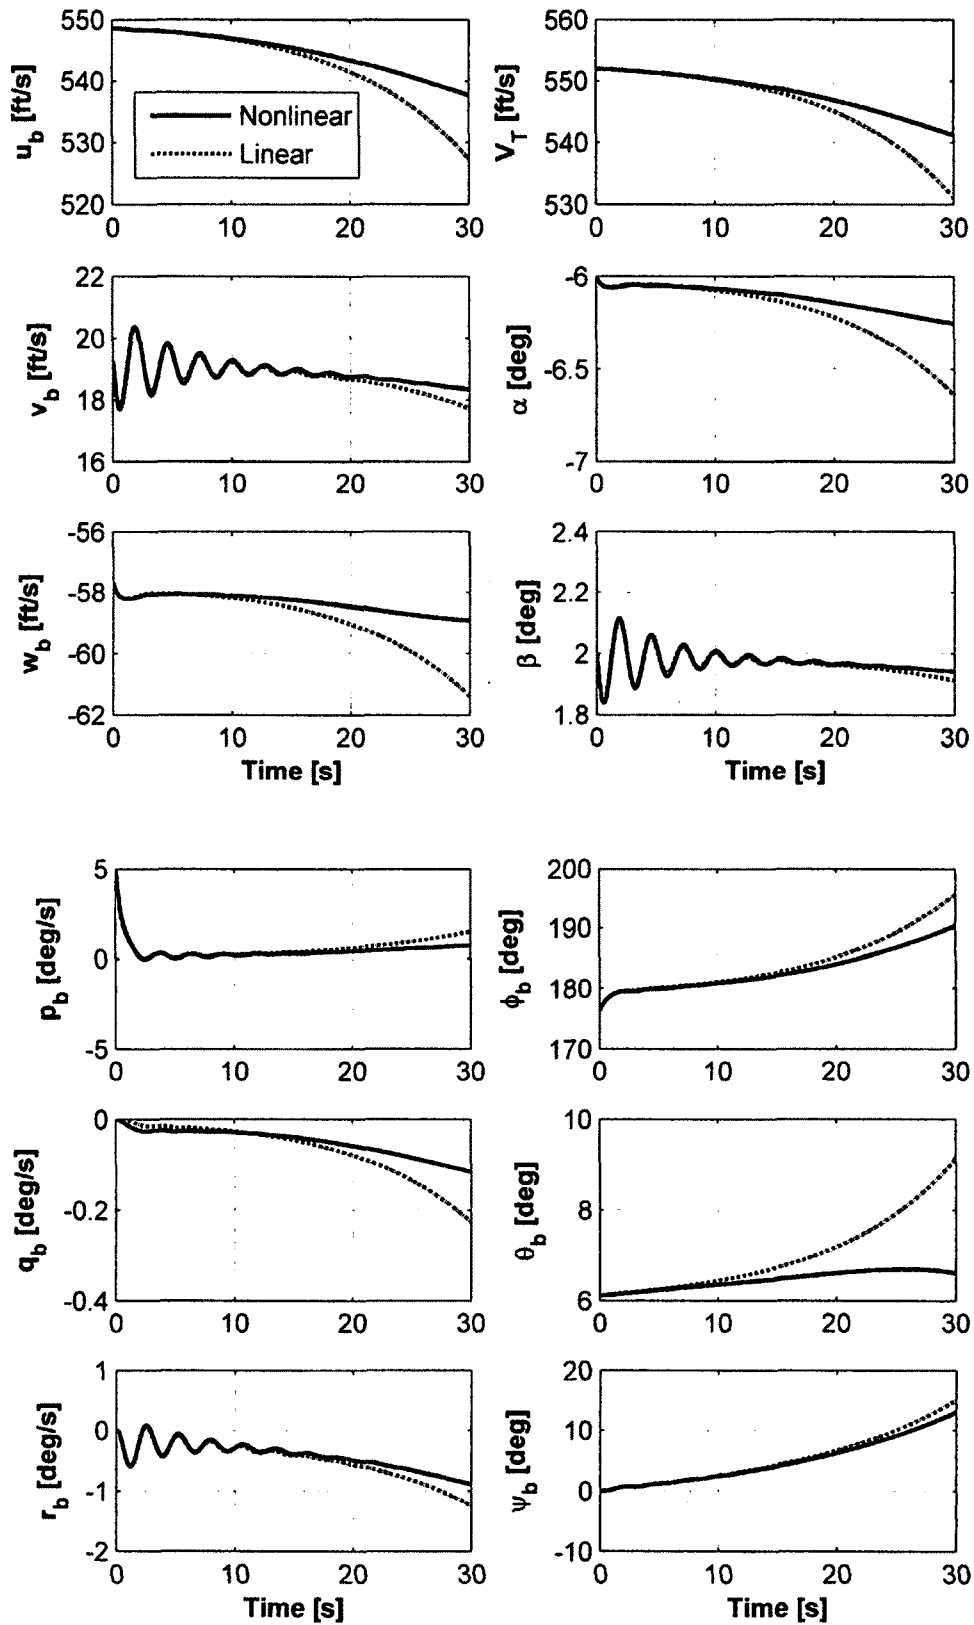 550
540
530
520
u_b [ft/s]
Nonlinear
Linear
0 10 20 30
560
550
540
530
V_T [ft/s]
0 10 20 30
22
20
18
16
v_b [ft/s]
0 10 20 30
-6
-6.5
-7
α [deg]
0 10 20 30
-56
-58
-60
-62
w_b [ft/s]
0 10 20 30
Time [s]
2.4
2.2
2
1.8
β [deg]
0 10 20 30
Time [s]
5
0
-5
p_b [deg/s]
0 10 20 30
200
190
180
170
ϕ_b [deg]
0 10 20 30
0
-0.2
-0.4
q_b [deg/s]
0 10 20 30
10
8
6
θ_b [deg]
0 10 20 30
1
0
-1
-2
r_b [deg/s]
0 10 20 30
Time [s]
20
10
0
-10
ψ_b [deg]
0 10 20 30
Time [s]